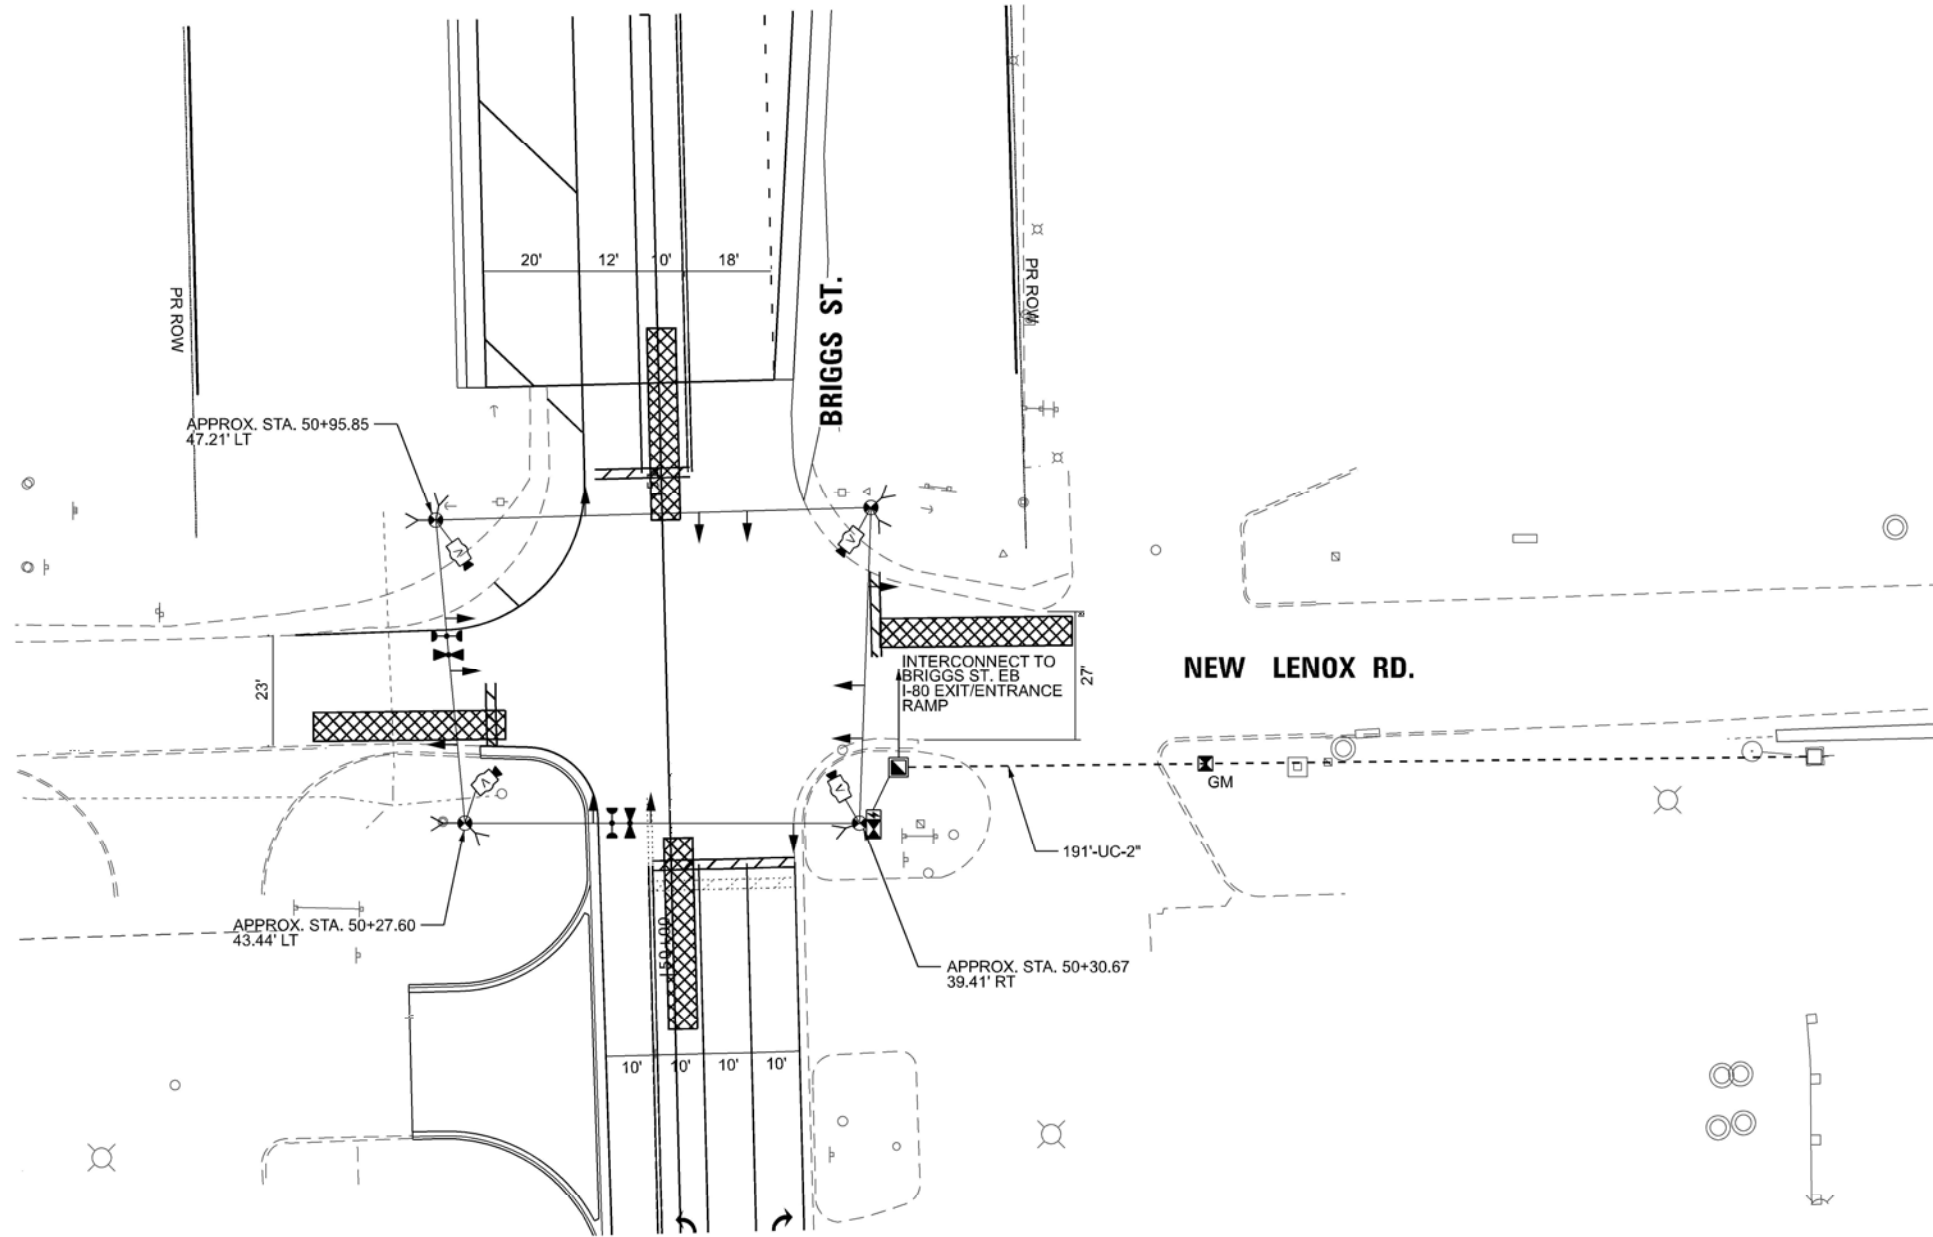 20'
12'
10'
18'
PR ROW
BRIGGS ST.
PR ROW
APPROX. STA. 50+95.85
47.21' LT
V
V
23'
INTERCONNECT TO
BRIGGS ST. EB
I-80 EXIT/ENTRANCE
RAMP
27'
NEW LENOX RD.
GM
V
V
191'-UC-2"
APPROX. STA. 50+27.60
43.44' LT
APPROX. STA. 50+30.67
39.41' RT
10'
10'
10'
10'